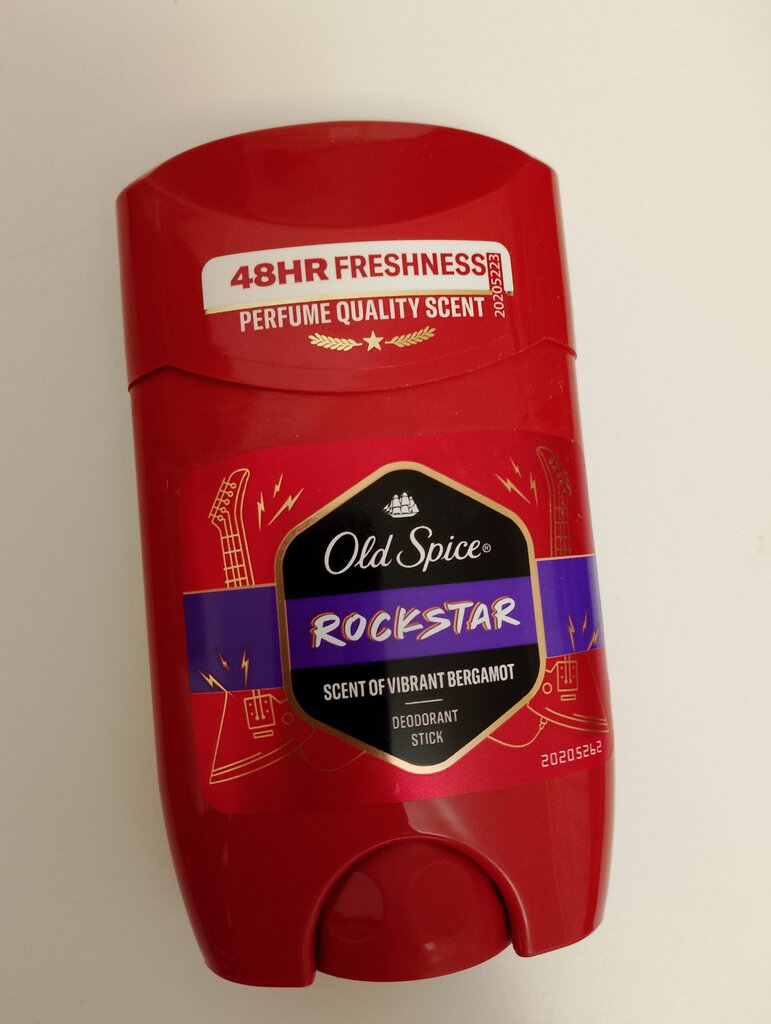 48HR FRESHNESS
20205223
PERFUME QUALITY SCENT
Old Spice®
ROCKSTAR
SCENT OF VIBRANT BERGAMOT
DEODORANT
STICK
20205262